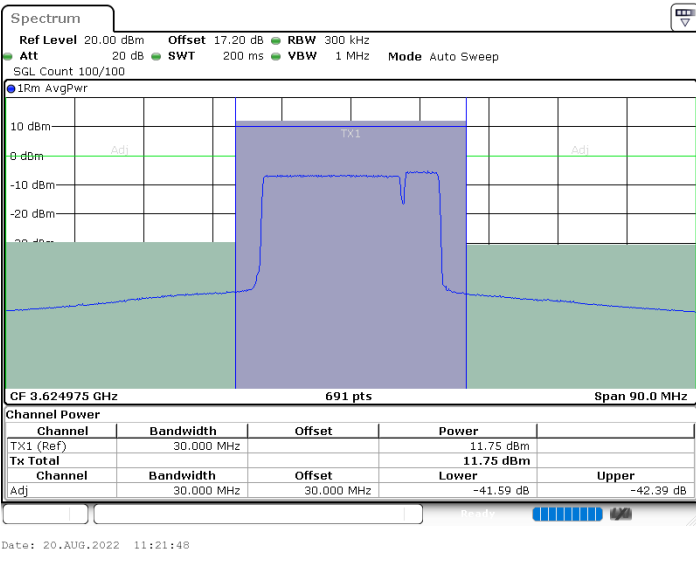 Spectrum
Ref Level 20.00 dBm Offset 17.20 dB RBW 300 kHz
Att 20 dB SWT 200 ms VBW 1 MHz Mode Auto Sweep
SGL Count 100/100
1Rm AvgPwr
10 dBm
TX1
Adj Adj
0 dBm
-10 dBm
-20 dBm
CF 3.624975 GHz 691 pts Span 90.0 MHz
Channel Power
Channel Bandwidth Offset Power
TX1 (Ref) 30.000 MHz 11.75 dBm
Tx Total 11.75 dBm
Channel Bandwidth Offset Lower Upper
Adj 30.000 MHz 30.000 MHz -41.59 dB -42.39 dB
Ready
Date: 20.AUG.2022 11:21:48